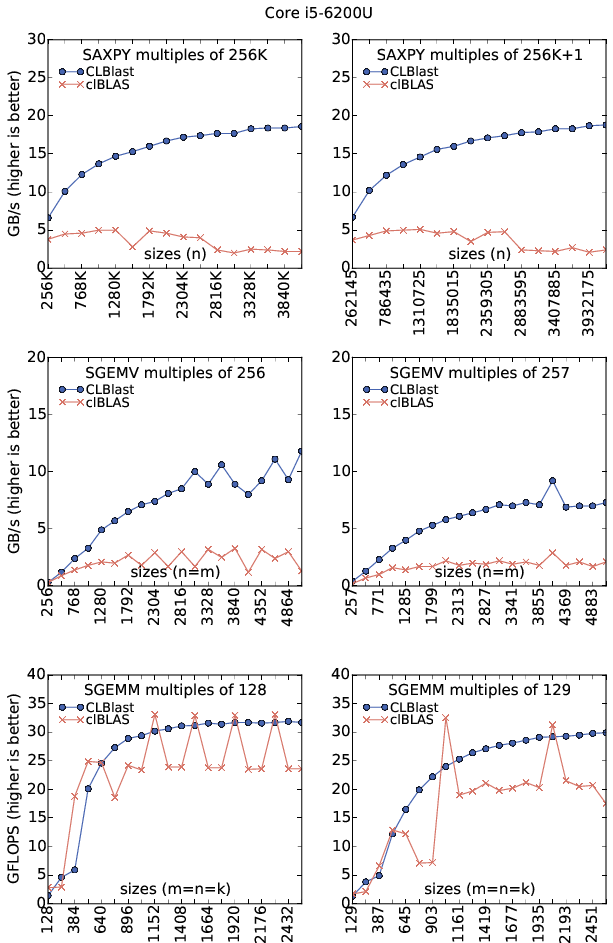 Core i5-6200U
SAXPY multiples of 256K
CLBlast
clBLAS
GB/s (higher is better)
30
25
20
15
10
5
0
sizes (n)
256K
768K
1280K
1792K
2304K
2816K
3328K
3840K
SAXPY multiples of 256K+1
CLBlast
clBLAS
30
25
20
15
10
5
0
sizes (n)
262145
786435
1310725
1835015
2359305
2883595
3407885
3932175
SGEMV multiples of 256
CLBlast
clBLAS
GB/s (higher is better)
20
15
10
5
0
sizes (n=m)
256
768
1280
1792
2304
2816
3328
3840
4352
4864
SGEMV multiples of 257
CLBlast
clBLAS
20
15
10
5
0
sizes (n=m)
257
771
1285
1799
2313
2827
3341
3855
4369
4883
SGEMM multiples of 128
CLBlast
clBLAS
GFLOPS (higher is better)
40
35
30
25
20
15
10
5
0
sizes (m=n=k)
128
384
640
896
1152
1408
1664
1920
2176
2432
SGEMM multiples of 129
CLBlast
clBLAS
40
35
30
25
20
15
10
5
0
sizes (m=n=k)
129
387
645
903
1161
1419
1677
1935
2193
2451